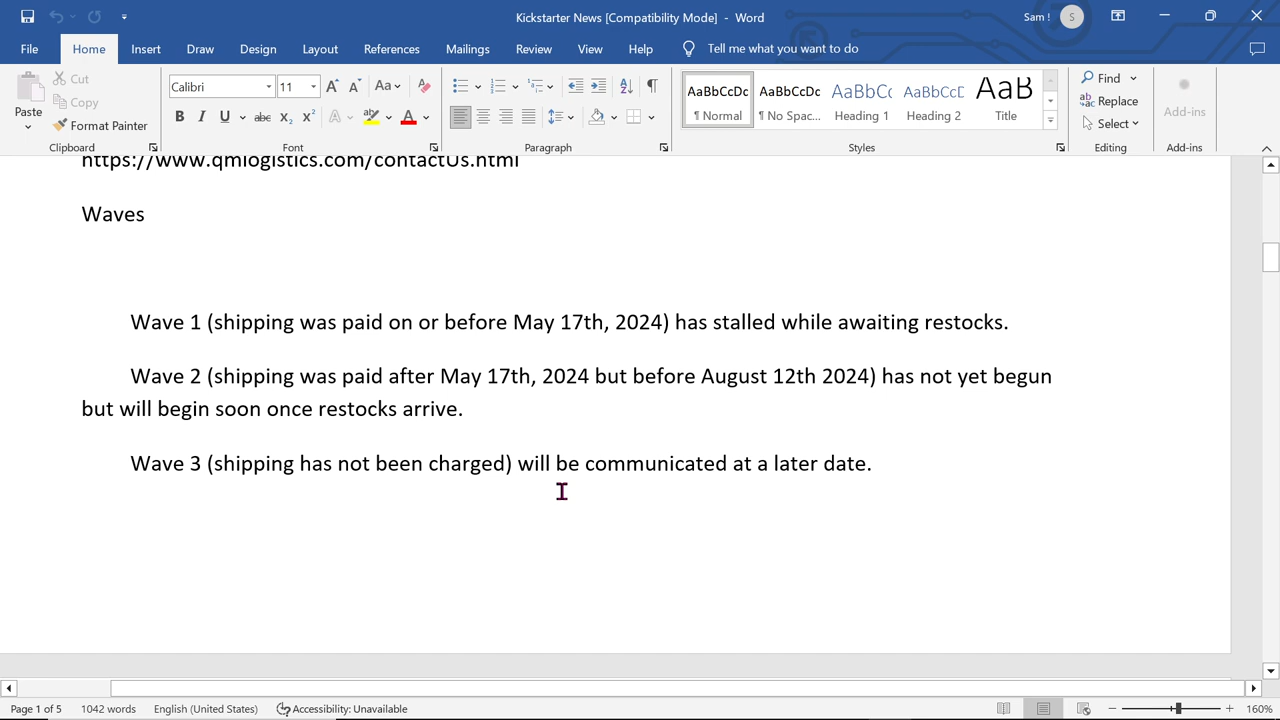 Kickstarter News [Compatibility Mode] - Word
Sam !
S
File Home Insert Draw Design Layout References Mailings Review View Help Tell me what you want to do
Paste
Cut
Copy
Format Painter
Clipboard
Calibri 11
Font
Paragraph
AaBbCcDc AaBbCcDc AaBbCc AaBbCcD AaB
¶ Normal ¶ No Spac... Heading 1 Heading 2 Title
Styles
Find
Replace
Select
Editing
Add-ins
Add-ins
https://www.qmlogistics.com/contactUs.html
Waves
Wave 1 (shipping was paid on or before May 17th, 2024) has stalled while awaiting restocks.
Wave 2 (shipping was paid after May 17th, 2024 but before August 12th 2024) has not yet begun
but will begin soon once restocks arrive.
Wave 3 (shipping has not been charged) will be communicated at a later date.
Page 1 of 5 1042 words English (United States) Accessibility: Unavailable 160%